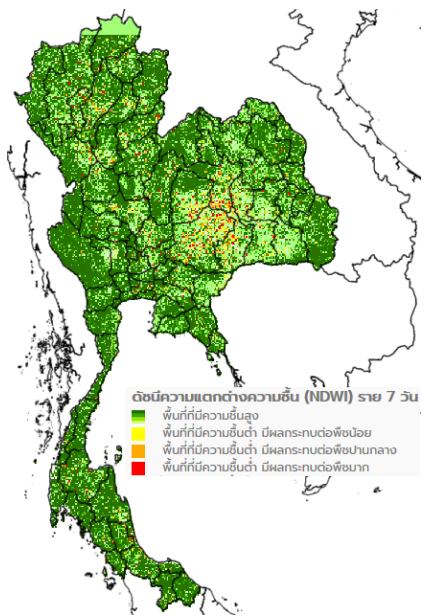 ดัชนีความแตกต่างความชื้น (NDWI) ราย 7 วัน
พื้นที่ที่มีความชื้นสูง
พื้นที่ที่มีความชื้นต่ำ มีผลกระทบต่อพืชน้อย
พื้นที่ที่มีความชื้นต่ำ มีผลกระทบต่อพืชปานกลาง
พื้นที่ที่มีความชื้นต่ำ มีผลกระทบต่อพืชมาก